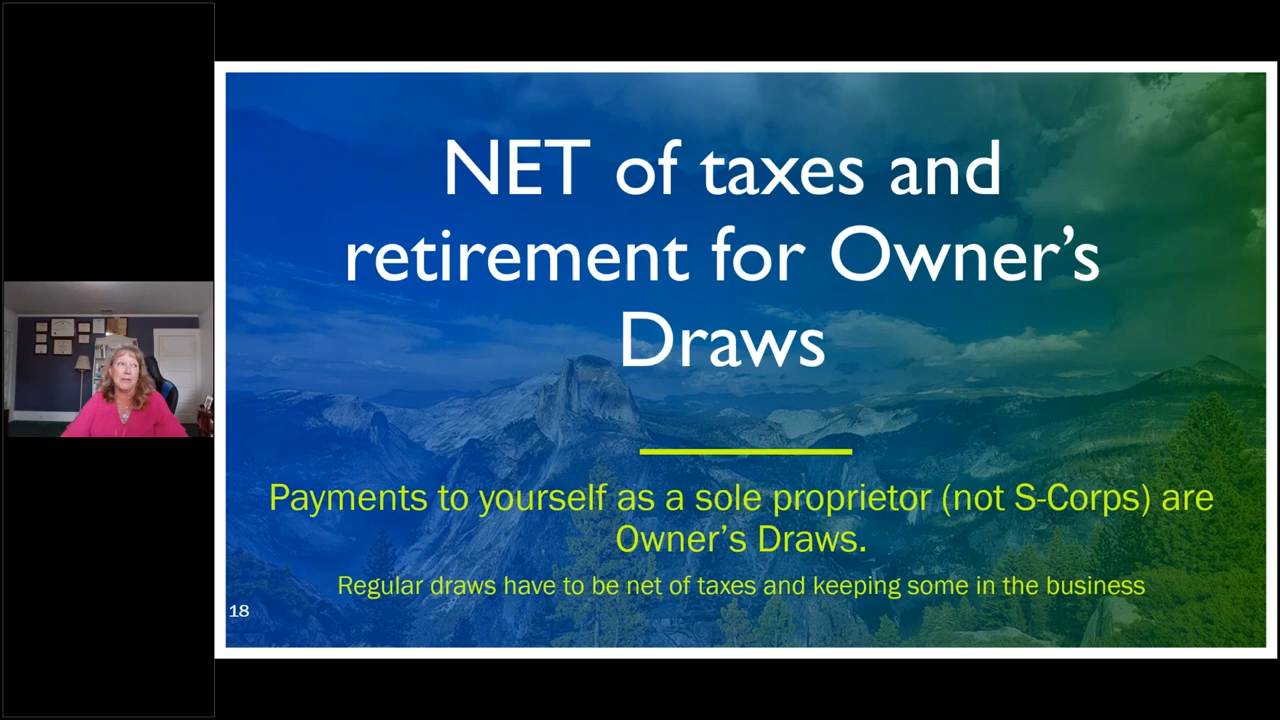 NET of taxes and
retirement for Owner’s
Draws
Payments to yourself as a sole proprietor (not S-Corps) are
Owner’s Draws.
Regular draws have to be net of taxes and keeping some in the business
18